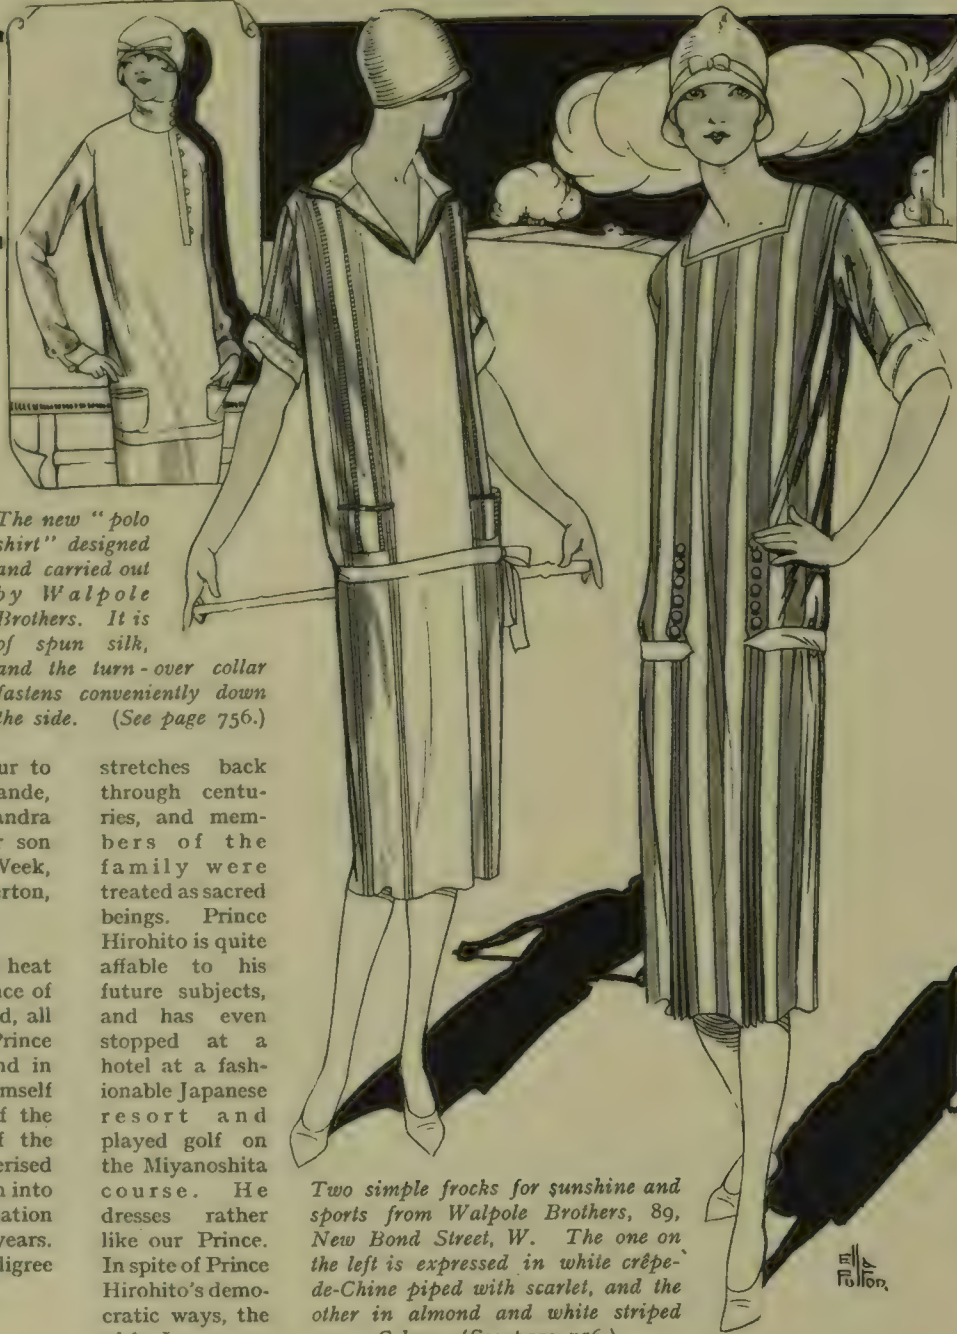 The new "polo
shirt" designed
and carried out
by Walpole
Brothers. It is
of spun silk,
and the turn-over collar
fastens conveniently down
the side. (See page 756.)
ur to
ande,
andra
r son
Week,
erton,
heat
ce of
d, all
Prince
nd in
mself
f the
f the
erised
n into
ation
years.
ligree
stretches back
through centu-
ries, and mem-
bers of the
family were
treated as sacred
beings. Prince
Hirohito is quite
affable to his
future subjects,
and has even
stopped at a
hotel at a fash-
ionable Japanese
resort and
played golf on
the Miyanoshita
course. He
dresses rather
like our Prince.
In spite of Prince
Hirohito's demo-
cratic ways, the
Two simple frocks for sunshine and
sports from Walpole Brothers, 89,
New Bond Street, W. The one on
the left is expressed in white crêpe-
de-Chine piped with scarlet, and the
other in almond and white striped
(See page 756.)